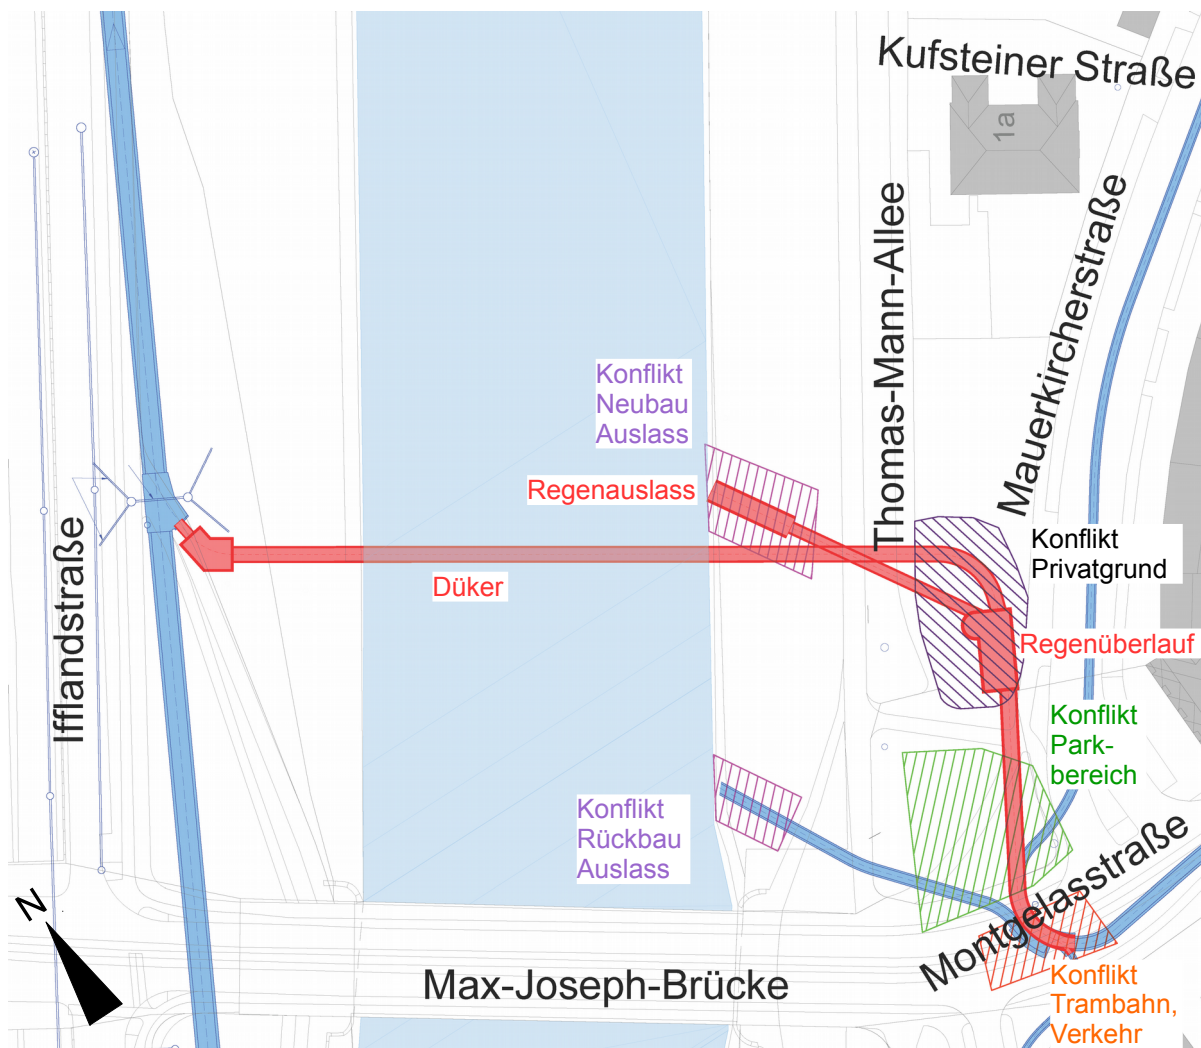 Kufsteiner Straße
1a
Thomas-Mann-Allee
Mauerkircherstraße
Konflikt
Neubau
Auslass
Regenauslass
Düker
Ifflandstraße
Konflikt
Privatgrund
Regenüberlauf
Konflikt
Park-
bereich
Konflikt
Rückbau
Auslass
Montgelasstraße
N
Max-Joseph-Brücke
Konflikt
Trambahn,
Verkehr